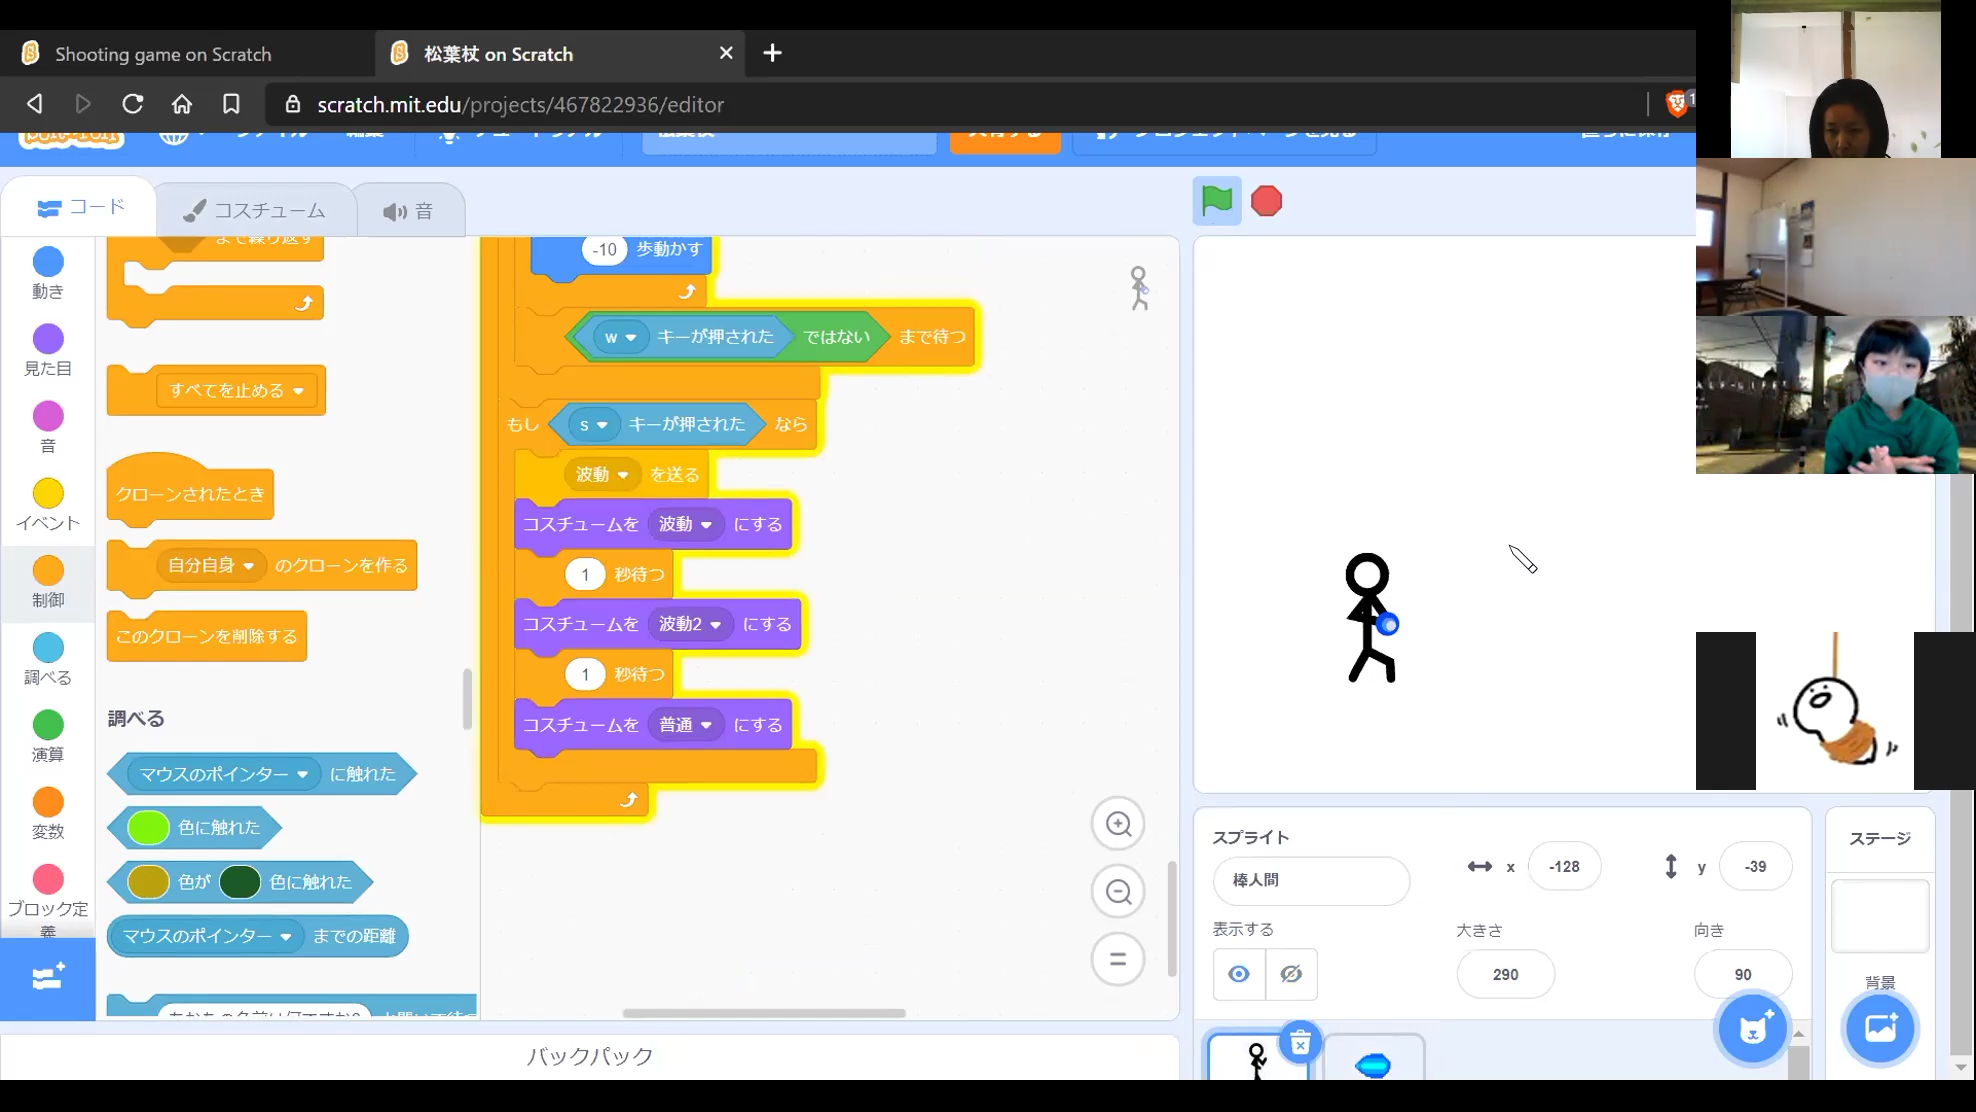 Shooting game on Scratch
松葉杖 on Scratch
scratch.mit.edu/projects/467822936/editor
1
コード
コスチューム
音
動き
見た目
音
イベント
制御
調べる
演算
変数
ブロック定義
まで繰り返す
すべてを止める
クローンされたとき
自分自身 のクローンを作る
このクローンを削除する
調べる
マウスのポインター に触れた
色に触れた
色が 色に触れた
マウスのポインター までの距離
-10 歩動かす
w キーが押された ではない まで待つ
もし s キーが押された なら
波動 を送る
コスチュームを 波動 にする
1 秒待つ
コスチュームを 波動2 にする
1 秒待つ
コスチュームを 普通 にする
スプライト
棒人間
x -128
y -39
表示する
大きさ
290
向き
90
ステージ
背景
バックパック